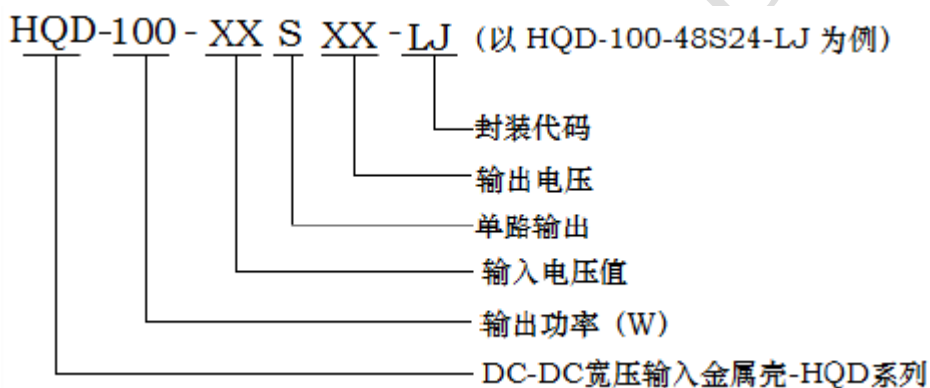 HQD-100 - XX S XX -LJ (以 HQD-100-48S24-LJ 为例)
封装代码
输出电压
单路输出
输入电压值
输出功率（W）
DC-DC宽压输入金属壳-HQD系列